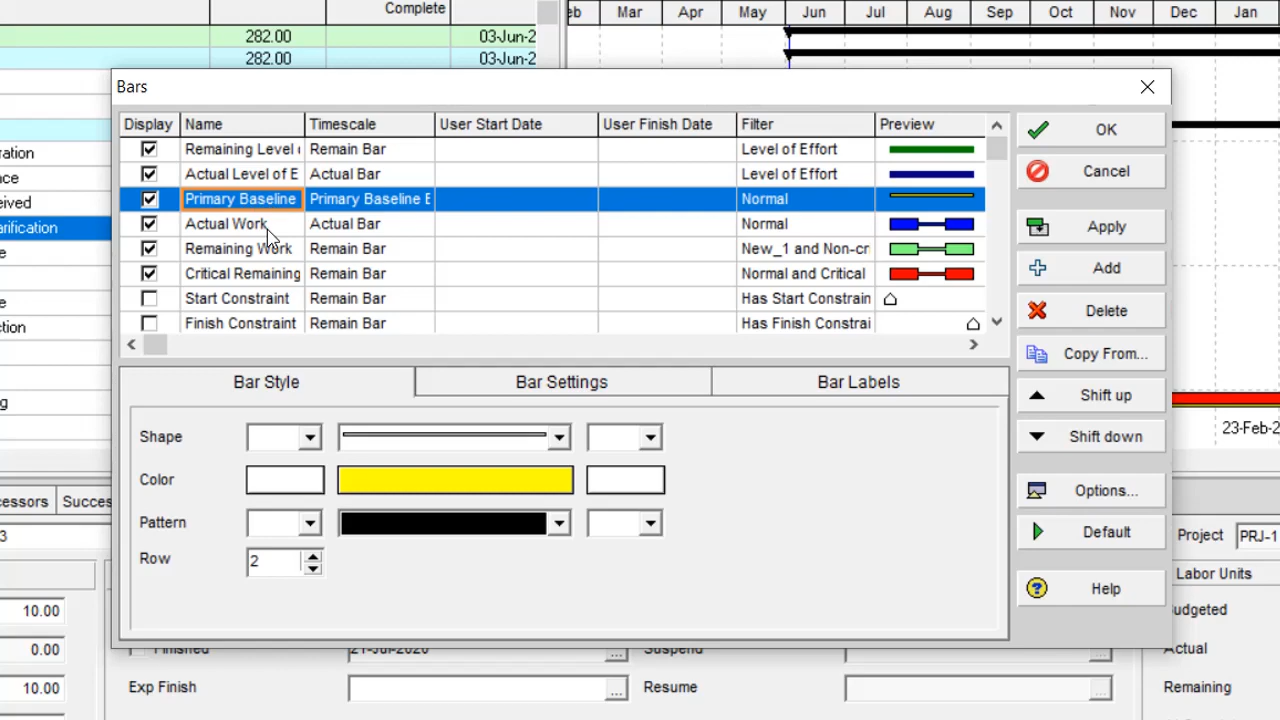 Complete
eb Mar Apr May Jun Jul Aug Sep Oct Nov Dec Jan
282.00 03-Jun-2
282.00 03-Jun-2
Bars
Display Name Timescale User Start Date User Finish Date Filter Preview
Remaining Level Remain Bar Level of Effort
Actual Level of E Actual Bar Level of Effort
Primary Baseline Primary Baseline E Normal
Actual Work Actual Bar Normal
Remaining Work Remain Bar New_1 and Non-cr
Critical Remaining Remain Bar Normal and Critical
Start Constraint Remain Bar Has Start Constrain
Finish Constraint Remain Bar Has Finish Constrai
OK
Cancel
Apply
Add
Delete
Copy From...
Shift up
Shift down
Options...
Default
Help
Bar Style Bar Settings Bar Labels
Shape
Color
Pattern
Row 2
ration
ce
eived
arification
e
e
ction
g
23-Feb-2
cessors Succes
3
Project PRJ-1
Labor Units
10.00
Budgeted
0.00 Finished 21-Jul-2020 ... Suspend ... Actual
10.00 Exp Finish ... Resume ... Remaining